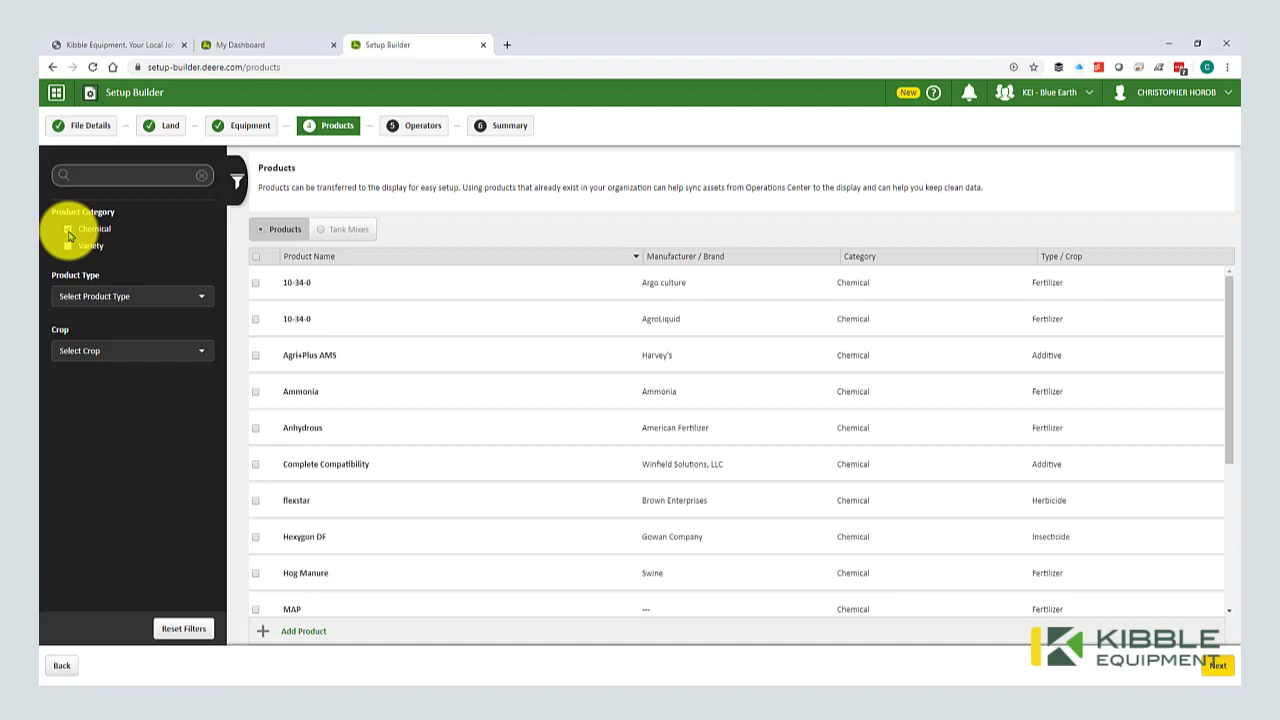 Kibble Equipment. Your Local Jo
My Dashboard
Setup Builder
setup-builder.deere.com/products
Setup Builder
New
KEI - Blue Earth
CHRISTOPHER HOROB
File Details
Land
Equipment
4 Products
5 Operators
6 Summary
Product Category
Chemical
Variety
Product Type
Select Product Type
Crop
Select Crop
Reset Filters
Products
Products can be transferred to the display for easy setup. Using products that already exist in your organization can help sync assets from Operations Center to the display and can help you keep clean data.
Products
Tank Mixes
Product Name Manufacturer / Brand Category Type / Crop
10-34-0 Argo culture Chemical Fertilizer
10-34-0 AgroLiquid Chemical Fertilizer
Agri+Plus AMS Harvey's Chemical Additive
Ammonia Ammonia Chemical Fertilizer
Anhydrous American Fertilizer Chemical Fertilizer
Complete Compatibility Winfield Solutions, LLC Chemical Additive
flexstar Brown Enterprises Chemical Herbicide
Hexygon DF Gowan Company Chemical Insecticide
Hog Manure Swine Chemical Fertilizer
MAP --- Chemical Fertilizer
Add Product
Back
Next
KIBBLE
EQUIPMENT